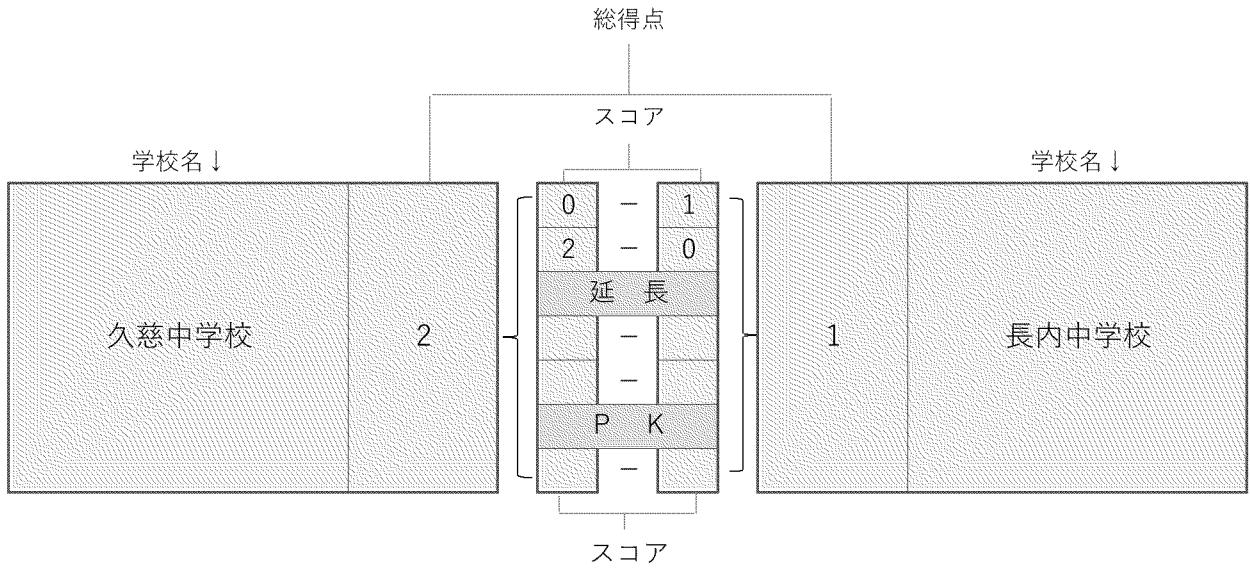 総得点
スコア
学校名↓ 学校名↓
0 － 1
2 － 0
延 長
久慈中学校 2 － 1 長内中学校
－
P K
－
スコア